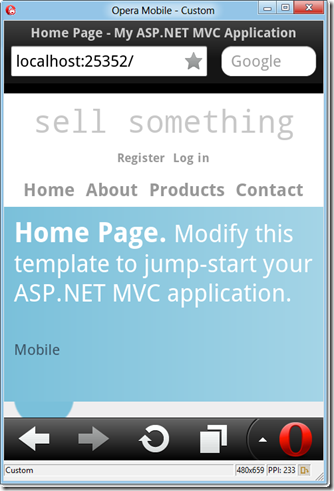 Opera Mobile - Custom
Home Page - My ASP.NET MVC Application
localhost:25352/
Google
sell something
Register Log in
Home About Products Contact
Home Page. Modify this
template to jump-start your
ASP.NET MVC application.
Mobile
Custom
480x659 PPI: 233